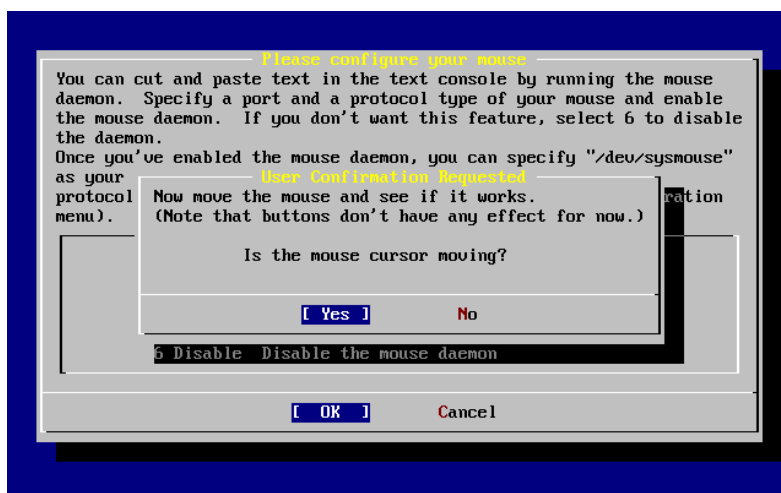 Please configure your mouse
You can cut and paste text in the text console by running the mouse
daemon.  Specify a port and a protocol type of your mouse and enable
the mouse daemon.  If you don't want this feature, select 6 to disable
the daemon.
Once you've enabled the mouse daemon, you can specify "/dev/sysmouse"
as your
User Confirmation Requested
protocol
ration
menu).
Now move the mouse and see if it works.
(Note that buttons don't have any effect for now.)
Is the mouse cursor moving?
[ Yes ] No
6 Disable  Disable the mouse daemon
[ OK ] Cancel